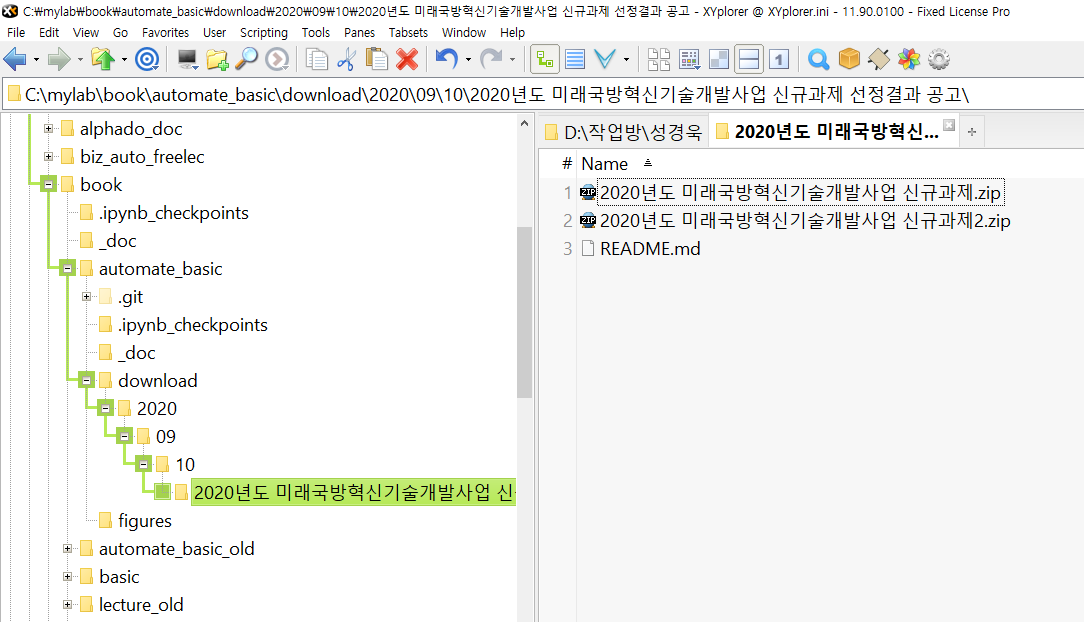 C:₩mylab₩book₩automate_basic₩download₩2020₩09₩10₩2020년도 미래국방혁신기술개발사업 신규과제 선정결과 공고 - XYplorer @ XYplorer.ini - 11.90.0100 - Fixed License Pro
File Edit View Go Favorites User Scripting Tools Panes Tabsets Window Help
1
C:\mylab\book\automate_basic\download\2020\09\10\2020년도 미래국방혁신기술개발사업 신규과제 선정결과 공고\
alphado_doc
biz_auto_freelec
book
.ipynb_checkpoints
_doc
automate_basic
.git
.ipynb_checkpoints
_doc
download
2020
09
10
2020년도 미래국방혁신기술개발사업 신
figures
automate_basic_old
basic
lecture_old
D:\작업방\성경욱 2020년도 미래국방혁신...
# Name
1 ZIP 2020년도 미래국방혁신기술개발사업 신규과제.zip
2 ZIP 2020년도 미래국방혁신기술개발사업 신규과제2.zip
3 README.md